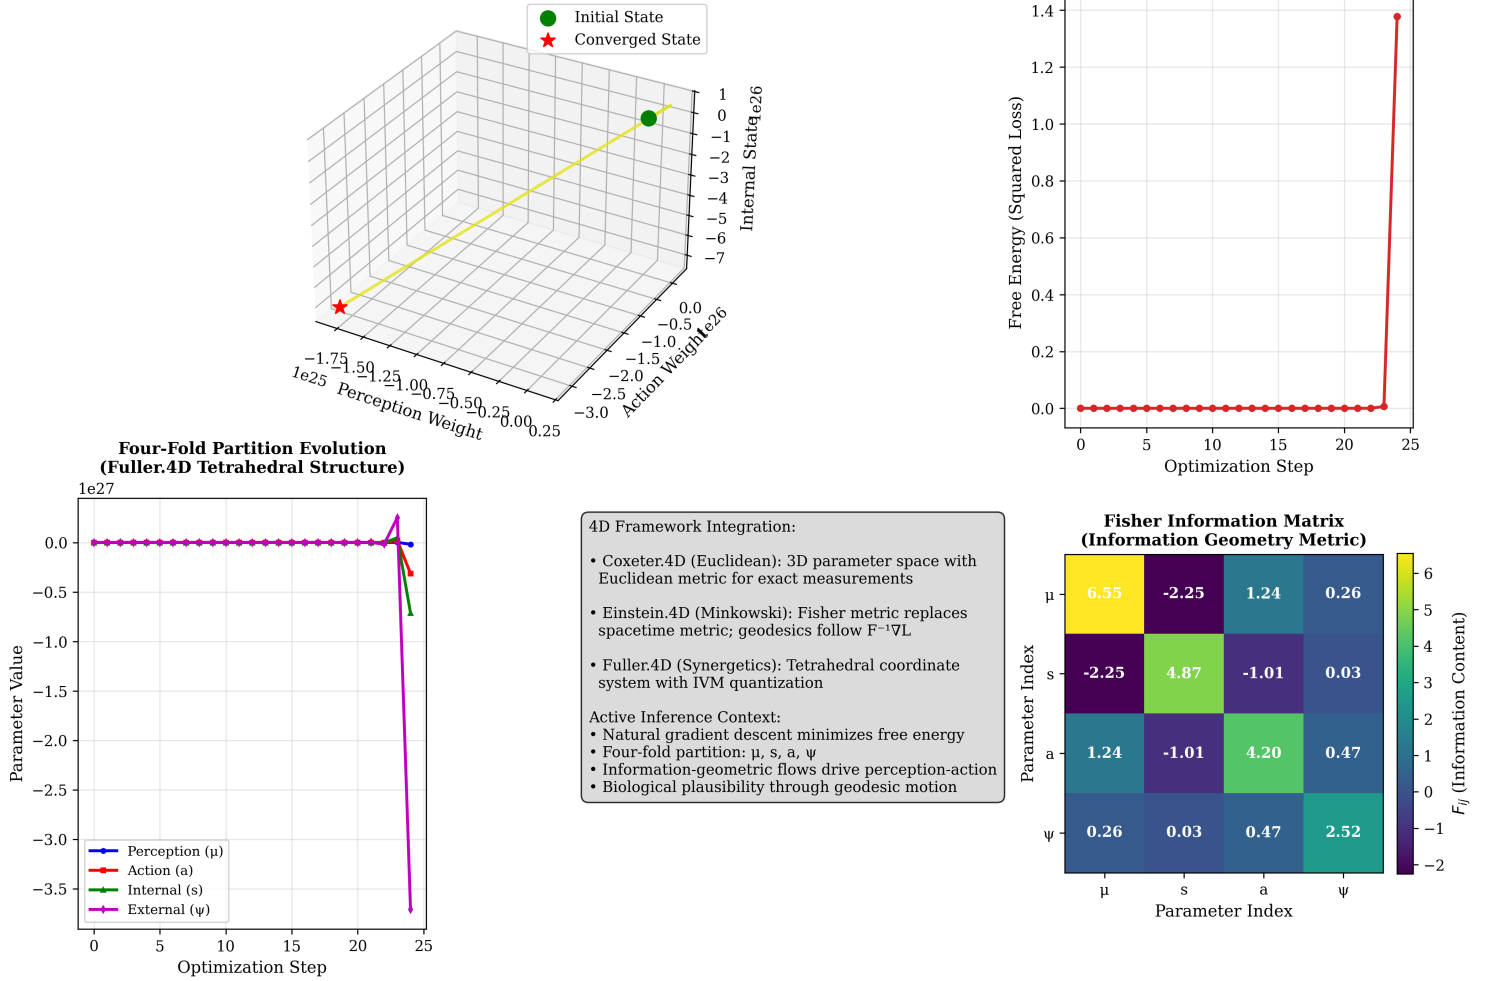 Initial State
Converged State
1
0
−1
−2
−3
−4
−5
−6
−7
1e26
Internal State
0.0
−0.5
−1.0
−1.5
−2.0
−2.5
−3.0
1e26
Action Weight
−1.75
−1.50
−1.25
−1.00
−0.75
−0.50
−0.25
0.00
0.25
1e25
Perception Weight
1.4
1.2
1.0
0.8
0.6
0.4
0.2
0.0
Free Energy (Squared Loss)
0 5 10 15 20 25
Optimization Step
Four-Fold Partition Evolution
(Fuller.4D Tetrahedral Structure)
1e27
0.0
−0.5
−1.0
−1.5
−2.0
−2.5
−3.0
−3.5
Parameter Value
Perception (μ)
Action (a)
Internal (s)
External (ψ)
0 5 10 15 20 25
Optimization Step
4D Framework Integration:
• Coxeter.4D (Euclidean): 3D parameter space with
Euclidean metric for exact measurements
• Einstein.4D (Minkowski): Fisher metric replaces
spacetime metric; geodesics follow F⁻¹∇L
• Fuller.4D (Synergetics): Tetrahedral coordinate
system with IVM quantization
Active Inference Context:
• Natural gradient descent minimizes free energy
• Four-fold partition: μ, s, a, ψ
• Information-geometric flows drive perception-action
• Biological plausibility through geodesic motion
Fisher Information Matrix
(Information Geometry Metric)
Parameter Index
μ 6.55 -2.25 1.24 0.26
s -2.25 4.87 -1.01 0.03
a 1.24 -1.01 4.20 0.47
ψ 0.26 0.03 0.47 2.52
μ s a ψ
Parameter Index
6
5
4
3
2
1
0
−1
−2
F_ij (Information Content)